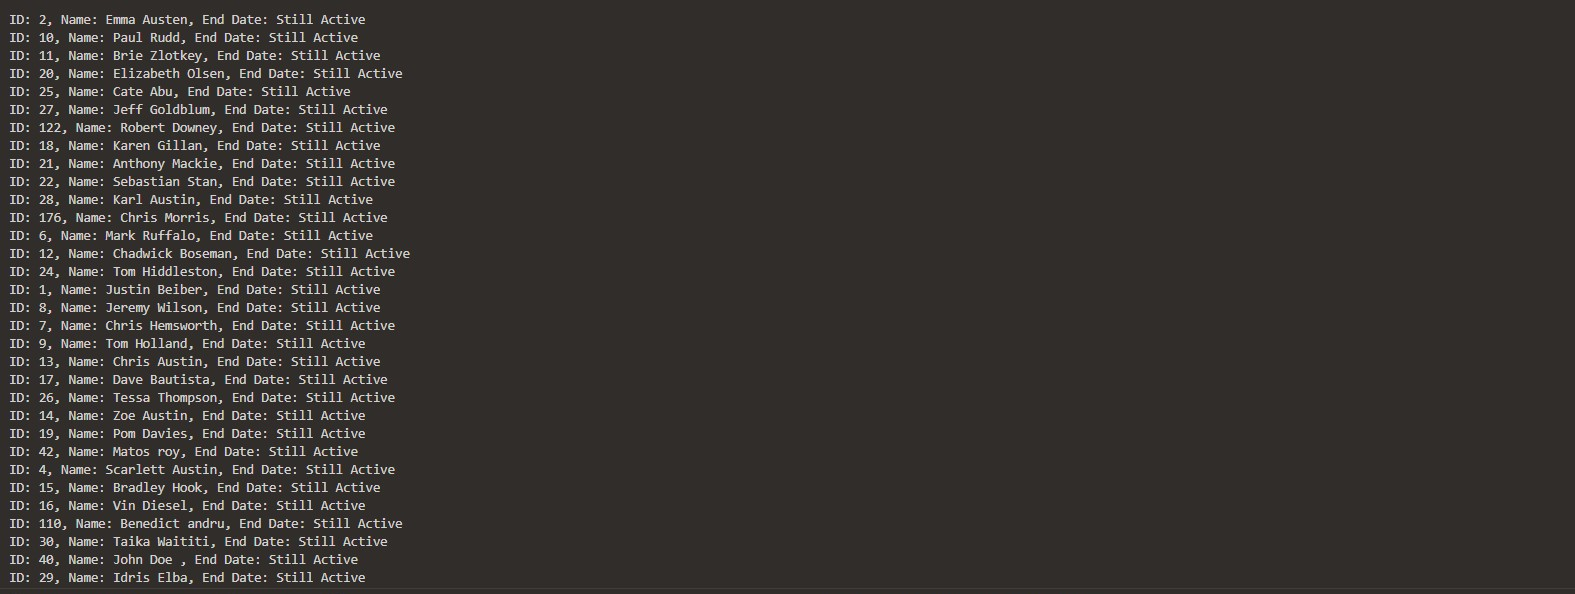 ID: 2, Name: Emma Austen, End Date: Still Active
ID: 10, Name: Paul Rudd, End Date: Still Active
ID: 11, Name: Brie Zlotkey, End Date: Still Active
ID: 20, Name: Elizabeth Olsen, End Date: Still Active
ID: 25, Name: Cate Abu, End Date: Still Active
ID: 27, Name: Jeff Goldblum, End Date: Still Active
ID: 122, Name: Robert Downey, End Date: Still Active
ID: 18, Name: Karen Gillan, End Date: Still Active
ID: 21, Name: Anthony Mackie, End Date: Still Active
ID: 22, Name: Sebastian Stan, End Date: Still Active
ID: 28, Name: Karl Austin, End Date: Still Active
ID: 176, Name: Chris Morris, End Date: Still Active
ID: 6, Name: Mark Ruffalo, End Date: Still Active
ID: 12, Name: Chadwick Boseman, End Date: Still Active
ID: 24, Name: Tom Hiddleston, End Date: Still Active
ID: 1, Name: Justin Beiber, End Date: Still Active
ID: 8, Name: Jeremy Wilson, End Date: Still Active
ID: 7, Name: Chris Hemsworth, End Date: Still Active
ID: 9, Name: Tom Holland, End Date: Still Active
ID: 13, Name: Chris Austin, End Date: Still Active
ID: 17, Name: Dave Bautista, End Date: Still Active
ID: 26, Name: Tessa Thompson, End Date: Still Active
ID: 14, Name: Zoe Austin, End Date: Still Active
ID: 19, Name: Pom Davies, End Date: Still Active
ID: 42, Name: Matos roy, End Date: Still Active
ID: 4, Name: Scarlett Austin, End Date: Still Active
ID: 15, Name: Bradley Hook, End Date: Still Active
ID: 16, Name: Vin Diesel, End Date: Still Active
ID: 110, Name: Benedict andru, End Date: Still Active
ID: 30, Name: Taika Waititi, End Date: Still Active
ID: 40, Name: John Doe , End Date: Still Active
ID: 29, Name: Idris Elba, End Date: Still Active